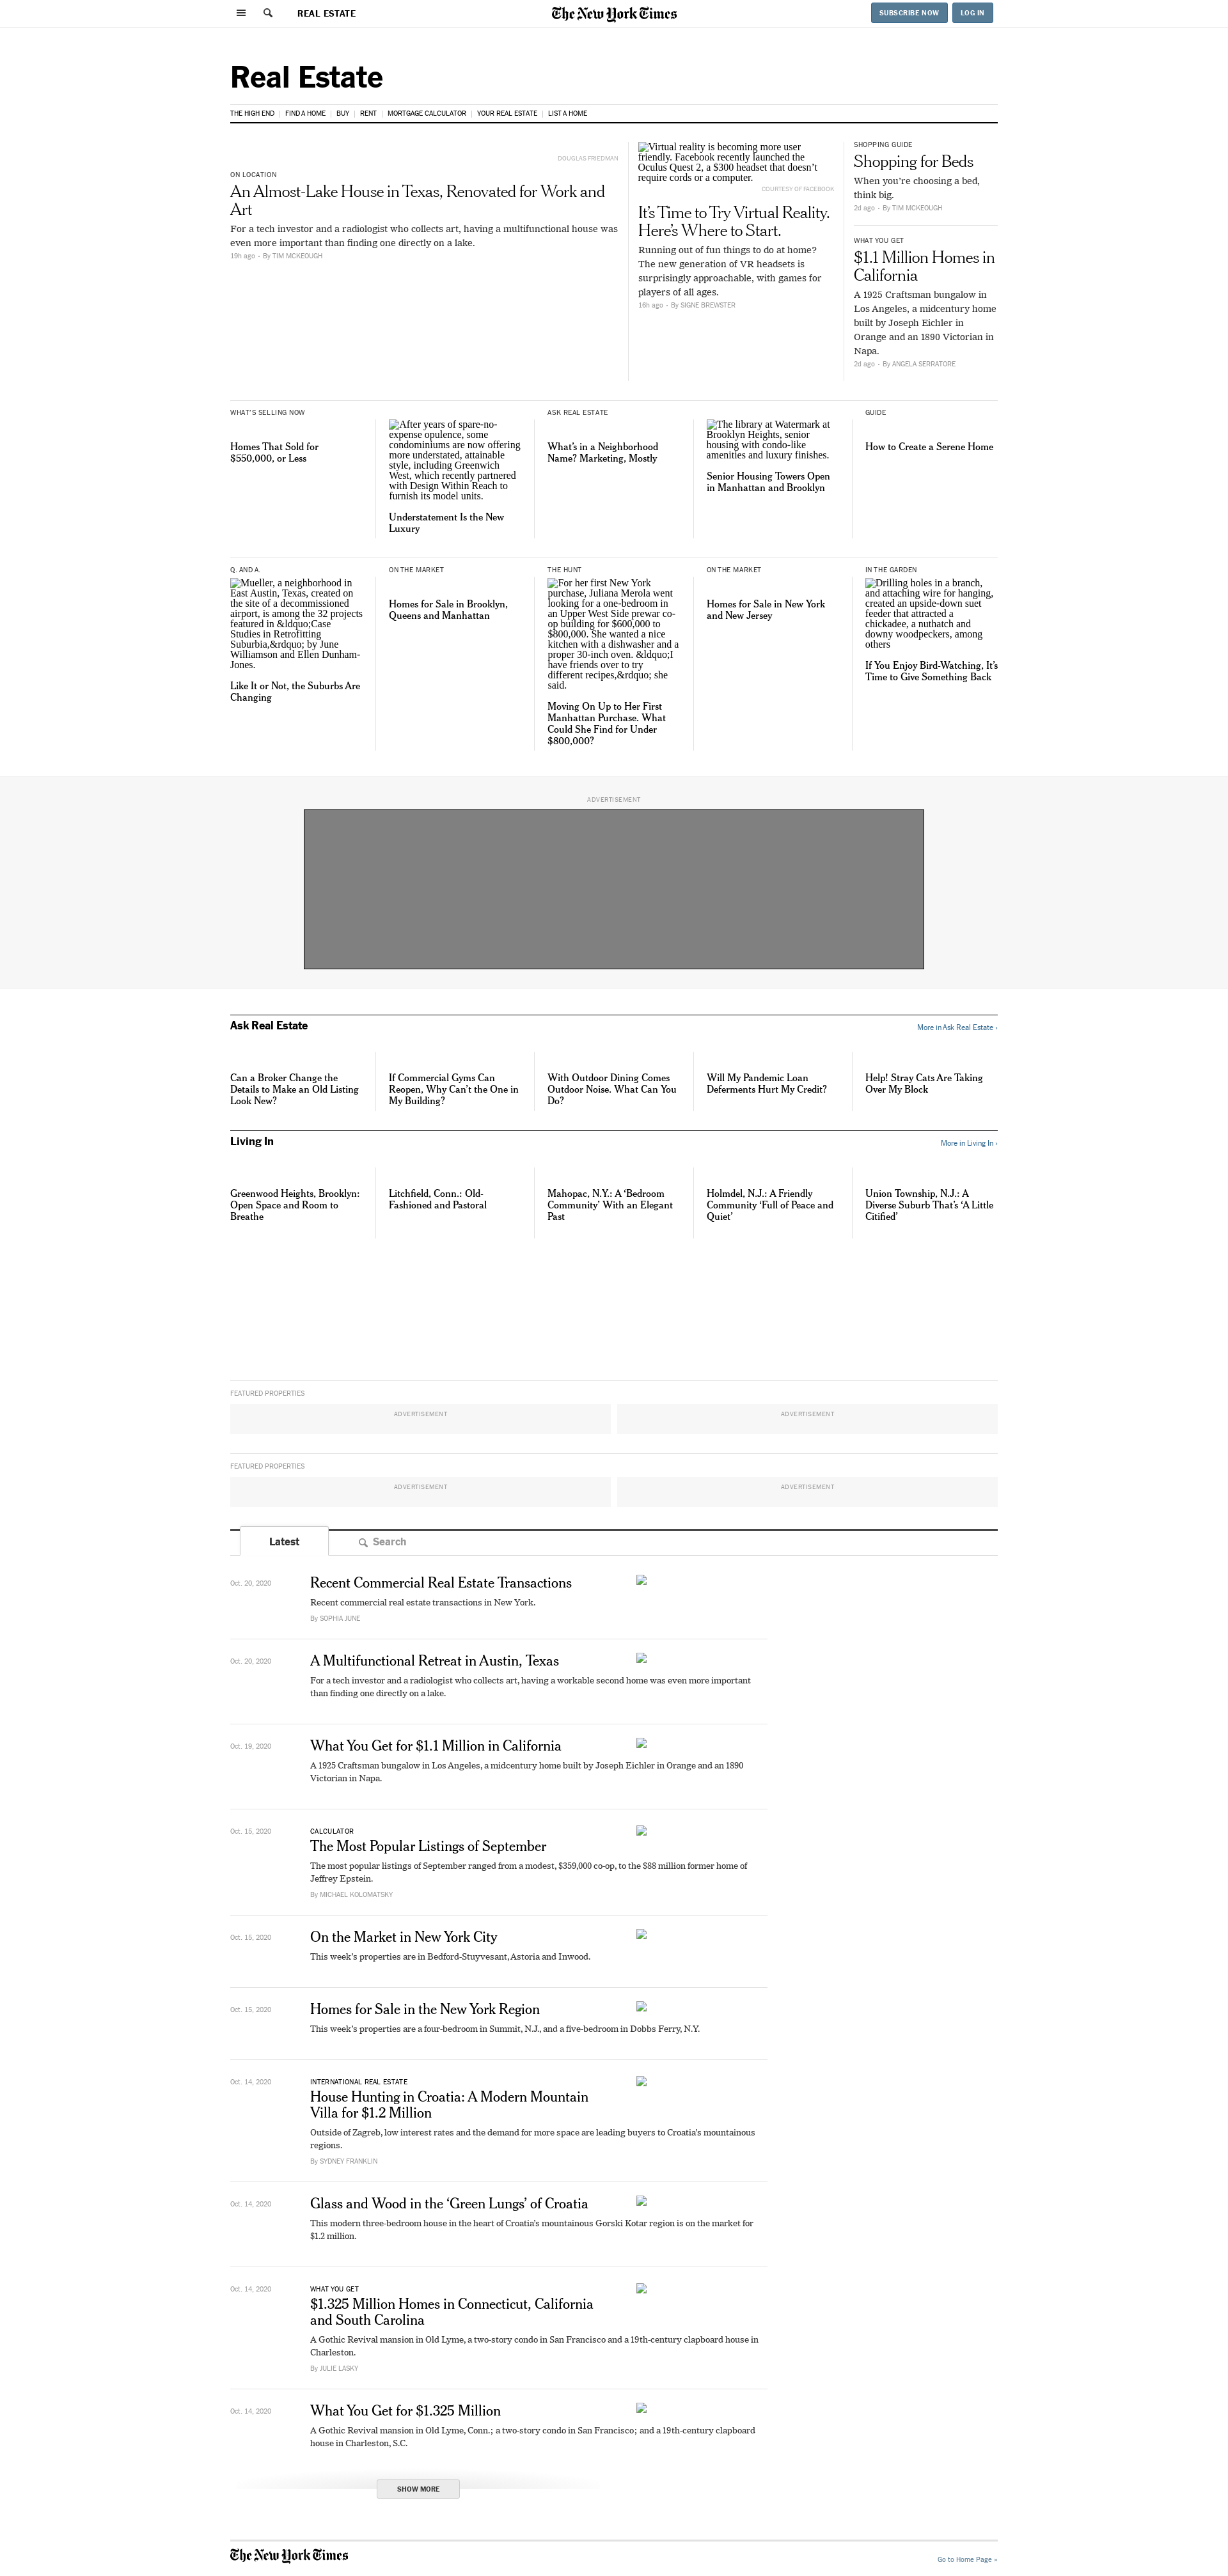 REAL ESTATE
The New York Times
SUBSCRIBE NOW
LOG IN
Real Estate
THE HIGH END
FIND A HOME
BUY
RENT
MORTGAGE CALCULATOR
YOUR REAL ESTATE
LIST A HOME
DOUGLAS FRIEDMAN
ON LOCATION
An Almost-Lake House in Texas, Renovated for Work and
Art
For a tech investor and a radiologist who collects art, having a multifunctional house was
even more important than finding one directly on a lake.
19h ago - By TIM MCKEOUGH
Virtual reality is becoming more user
friendly. Facebook recently launched the
Oculus Quest 2, a $300 headset that doesn’t
require cords or a computer.
COURTESY OF FACEBOOK
It’s Time to Try Virtual Reality.
Here’s Where to Start.
Running out of fun things to do at home?
The new generation of VR headsets is
surprisingly approachable, with games for
players of all ages.
16h ago - By SIGNE BREWSTER
SHOPPING GUIDE
Shopping for Beds
When you’re choosing a bed,
think big.
2d ago - By TIM MCKEOUGH
WHAT YOU GET
$1.1 Million Homes in
California
A 1925 Craftsman bungalow in
Los Angeles, a midcentury home
built by Joseph Eichler in
Orange and an 1890 Victorian in
Napa.
2d ago - By ANGELA SERRATORE
WHAT’S SELLING NOW
Homes That Sold for
$550,000, or Less
After years of spare-no-
expense opulence, some
condominiums are now offering
more understated, attainable
style, including Greenwich
West, which recently partnered
with Design Within Reach to
furnish its model units.
Understatement Is the New
Luxury
ASK REAL ESTATE
What’s in a Neighborhood
Name? Marketing, Mostly
The library at Watermark at
Brooklyn Heights, senior
housing with condo-like
amenities and luxury finishes.
Senior Housing Towers Open
in Manhattan and Brooklyn
GUIDE
How to Create a Serene Home
Q. AND A.
Mueller, a neighborhood in
East Austin, Texas, created on
the site of a decommissioned
airport, is among the 32 projects
featured in &ldquo;Case
Studies in Retrofitting
Suburbia,&rdquo; by June
Williamson and Ellen Dunham-
Jones.
Like It or Not, the Suburbs Are
Changing
ON THE MARKET
Homes for Sale in Brooklyn,
Queens and Manhattan
THE HUNT
For her first New York
purchase, Juliana Merola went
looking for a one-bedroom in
an Upper West Side prewar co-
op building for $600,000 to
$800,000. She wanted a nice
kitchen with a dishwasher and a
proper 30-inch oven. &ldquo;I
have friends over to try
different recipes,&rdquo; she
said.
Moving On Up to Her First
Manhattan Purchase. What
Could She Find for Under
$800,000?
ON THE MARKET
Homes for Sale in New York
and New Jersey
IN THE GARDEN
Drilling holes in a branch,
and attaching wire for hanging,
created an upside-down suet
feeder that attracted a
chickadee, a nuthatch and
downy woodpeckers, among
others
If You Enjoy Bird-Watching, It’s
Time to Give Something Back
ADVERTISEMENT
Ask Real Estate
More in Ask Real Estate ›
Can a Broker Change the
Details to Make an Old Listing
Look New?
If Commercial Gyms Can
Reopen, Why Can’t the One in
My Building?
With Outdoor Dining Comes
Outdoor Noise. What Can You
Do?
Will My Pandemic Loan
Deferments Hurt My Credit?
Help! Stray Cats Are Taking
Over My Block
Living In
More in Living In ›
Greenwood Heights, Brooklyn:
Open Space and Room to
Breathe
Litchfield, Conn.: Old-
Fashioned and Pastoral
Mahopac, N.Y.: A ‘Bedroom
Community’ With an Elegant
Past
Holmdel, N.J.: A Friendly
Community ‘Full of Peace and
Quiet’
Union Township, N.J.: A
Diverse Suburb That’s ‘A Little
Citified’
FEATURED PROPERTIES
ADVERTISEMENT
ADVERTISEMENT
FEATURED PROPERTIES
ADVERTISEMENT
ADVERTISEMENT
Latest
Search
Oct. 20, 2020
Recent Commercial Real Estate Transactions
Recent commercial real estate transactions in New York.
By SOPHIA JUNE
Oct. 20, 2020
A Multifunctional Retreat in Austin, Texas
For a tech investor and a radiologist who collects art, having a workable second home was even more important
than finding one directly on a lake.
Oct. 19, 2020
What You Get for $1.1 Million in California
A 1925 Craftsman bungalow in Los Angeles, a midcentury home built by Joseph Eichler in Orange and an 1890
Victorian in Napa.
Oct. 15, 2020
CALCULATOR
The Most Popular Listings of September
The most popular listings of September ranged from a modest, $359,000 co-op, to the $88 million former home of
Jeffrey Epstein.
By MICHAEL KOLOMATSKY
Oct. 15, 2020
On the Market in New York City
This week’s properties are in Bedford-Stuyvesant, Astoria and Inwood.
Oct. 15, 2020
Homes for Sale in the New York Region
This week’s properties are a four-bedroom in Summit, N.J., and a five-bedroom in Dobbs Ferry, N.Y.
Oct. 14, 2020
INTERNATIONAL REAL ESTATE
House Hunting in Croatia: A Modern Mountain
Villa for $1.2 Million
Outside of Zagreb, low interest rates and the demand for more space are leading buyers to Croatia’s mountainous
regions.
By SYDNEY FRANKLIN
Oct. 14, 2020
Glass and Wood in the ‘Green Lungs’ of Croatia
This modern three-bedroom house in the heart of Croatia’s mountainous Gorski Kotar region is on the market for
$1.2 million.
Oct. 14, 2020
WHAT YOU GET
$1.325 Million Homes in Connecticut, California
and South Carolina
A Gothic Revival mansion in Old Lyme, a two-story condo in San Francisco and a 19th-century clapboard house in
Charleston.
By JULIE LASKY
Oct. 14, 2020
What You Get for $1.325 Million
A Gothic Revival mansion in Old Lyme, Conn.; a two-story condo in San Francisco; and a 19th-century clapboard
house in Charleston, S.C.
SHOW MORE
The New York Times
Go to Home Page »